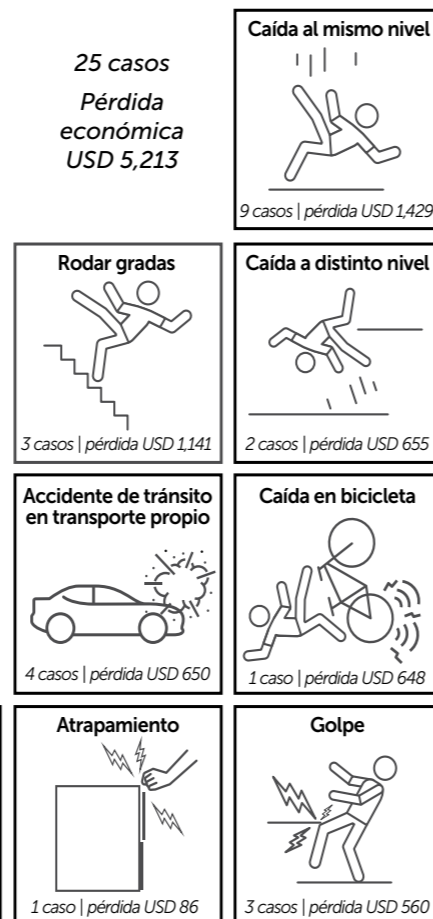 25 casos
Pérdida
económica
USD 5,213
Caída al mismo nivel
9 casos | pérdida USD 1,429
Rodar gradas
3 casos | pérdida USD 1,141
Caída a distinto nivel
2 casos | pérdida USD 655
Accidente de tránsito
en transporte propio
4 casos | pérdida USD 650
Caída en bicicleta
1 caso | pérdida USD 648
Atrapamiento
1 caso | pérdida USD 86
Golpe
3 casos | pérdida USD 560